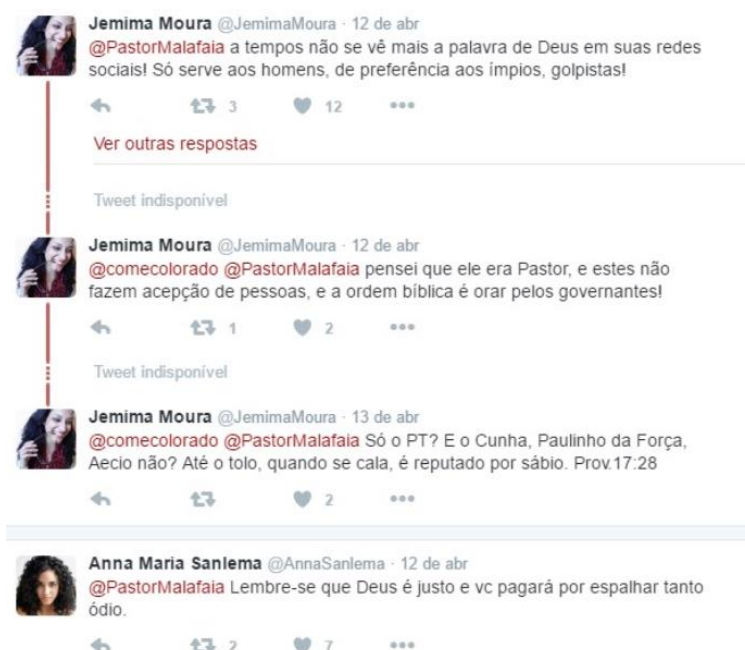 Jemima Moura @JemimaMoura · 12 de abr
@PastorMalafaia a tempos não se vê mais a palavra de Deus em suas redes
sociais! Só serve aos homens, de preferência aos ímpios, golpistas!
3 12
Ver outras respostas
Tweet indisponível
Jemima Moura @JemimaMoura · 12 de abr
@comecolorado @PastorMalafaia pensei que ele era Pastor, e estes não
fazem acepção de pessoas, e a ordem bíblica é orar pelos governantes!
1 2
Tweet indisponível
Jemima Moura @JemimaMoura · 13 de abr
@comecolorado @PastorMalafaia Só o PT? E o Cunha, Paulinho da Força,
Aecio não? Até o tolo, quando se cala, é reputado por sábio. Prov.17:28
2
Anna Maria Sanlema @AnnaSanlema · 12 de abr
@PastorMalafaia Lembre-se que Deus é justo e vc pagará por espalhar tanto
ódio.
2 7